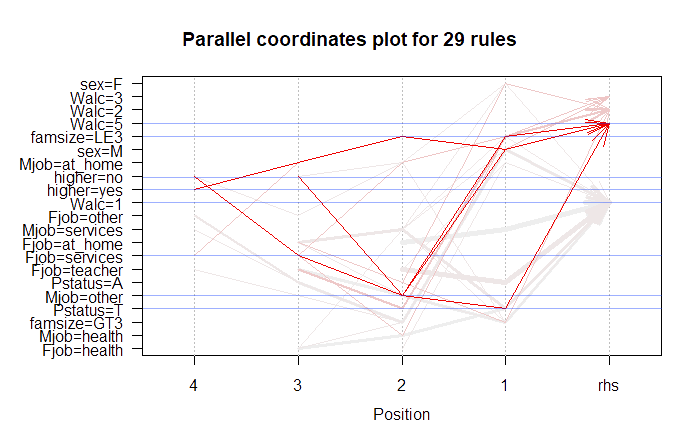 Parallel coordinates plot for 29 rules
sex=F
Walc=3
Walc=2
Walc=5
famsize=LE3
sex=M
Mjob=at_home
higher=no
higher=yes
Walc=1
Fjob=other
Mjob=services
Fjob=at_home
Fjob=services
Fjob=teacher
Pstatus=A
Mjob=other
Pstatus=T
famsize=GT3
Mjob=health
Fjob=health
4 3 2 1 rhs
Position